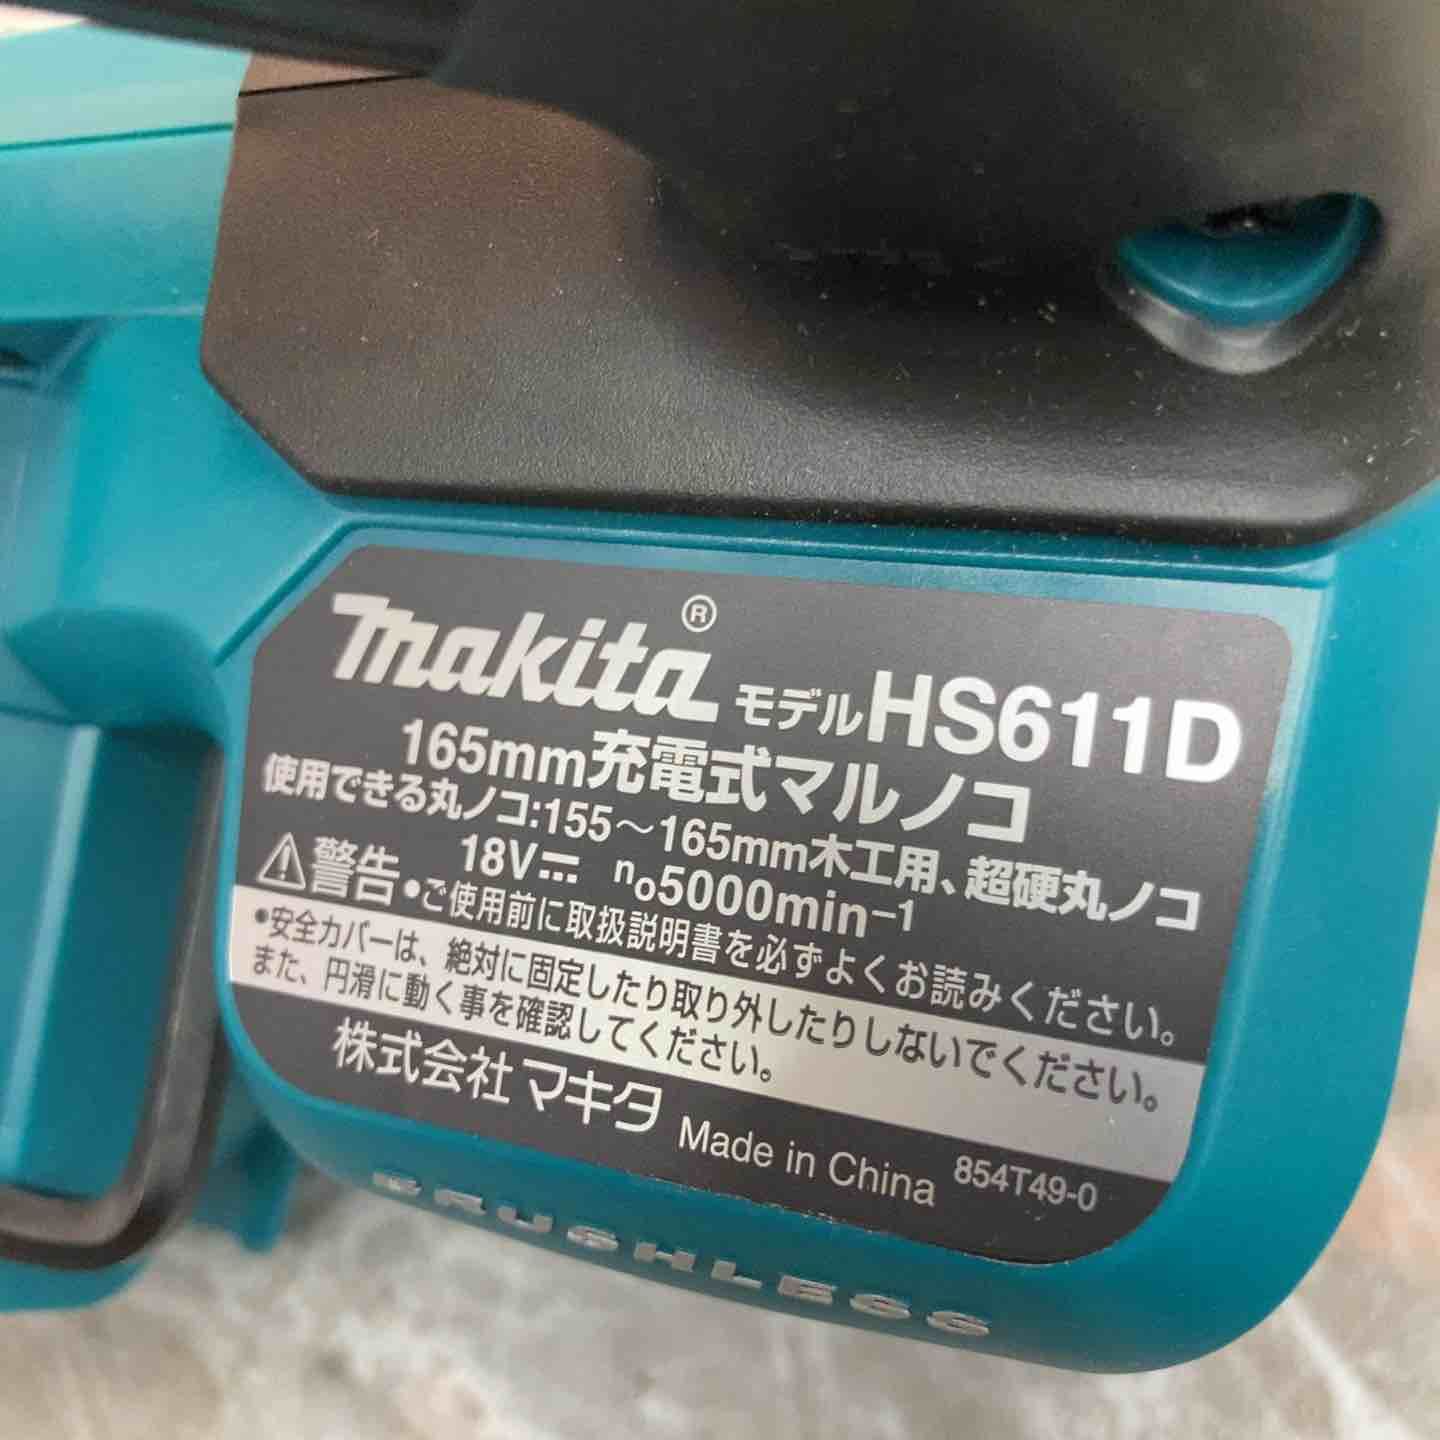 makita® モデルHS611D
165mm充電式マルノコ
使用できる丸ノコ:155～165mm木工用、超硬丸ノコ
18V⎓ n₀5000min⁻¹
⚠警告 •ご使用前に取扱説明書を必ずよくお読みください。
•安全カバーは、絶対に固定したり取り外したりしないでください。
また、円滑に動く事を確認してください。
株式会社マキタ Made in China 854T49-0
BRUSHLESS